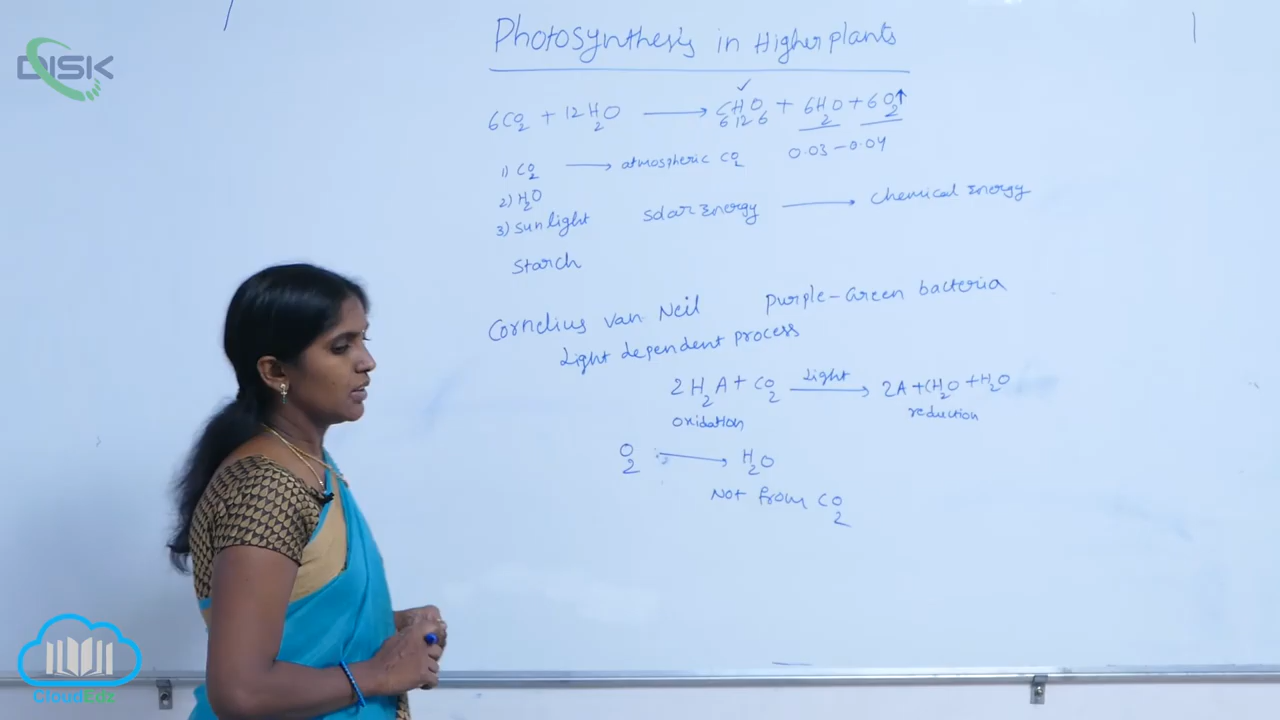 DISK
Photosynthesis in Higher plants
6CO2 + 12H2O → C6H12O6 + 6H2O + 6O2↑
✓
0.03 - 0.04
1) CO2 → atmospheric CO2
2) H2O
3) Sunlight
Solar Energy → chemical Energy
Starch
Cornelius van Neil
Purple-Green bacteria
Light dependent process
2H2A + CO2 Light → 2A + CH2O + H2O
oxidation
reduction
O2 → H2O
Not from CO2
CloudEdz